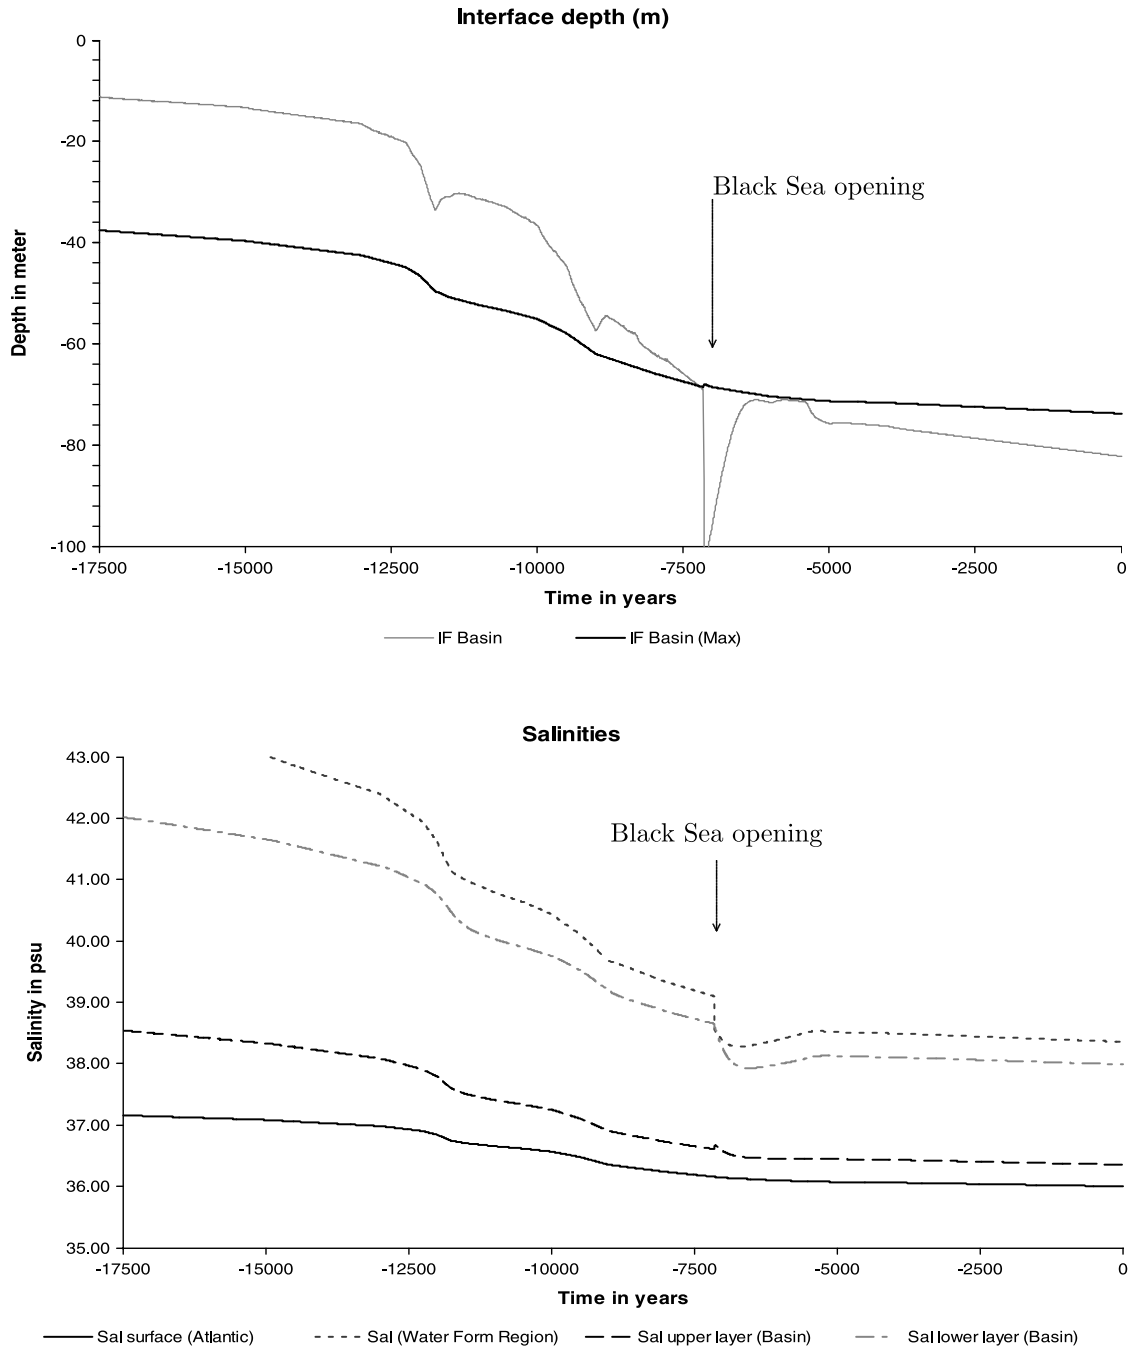 Interface depth (m)
0
-20
-40
-60
-80
-100
Depth in meter
Black Sea opening
-17500 -15000 -12500 -10000 -7500 -5000 -2500 0
Time in years
IF Basin IF Basin (Max)
Salinities
43.00
42.00
41.00
40.00
39.00
38.00
37.00
36.00
35.00
Salinity in psu
Black Sea opening
-17500 -15000 -12500 -10000 -7500 -5000 -2500 0
Time in years
Sal surface (Atlantic) Sal (Water Form Region) Sal upper layer (Basin) Sal lower layer (Basin)